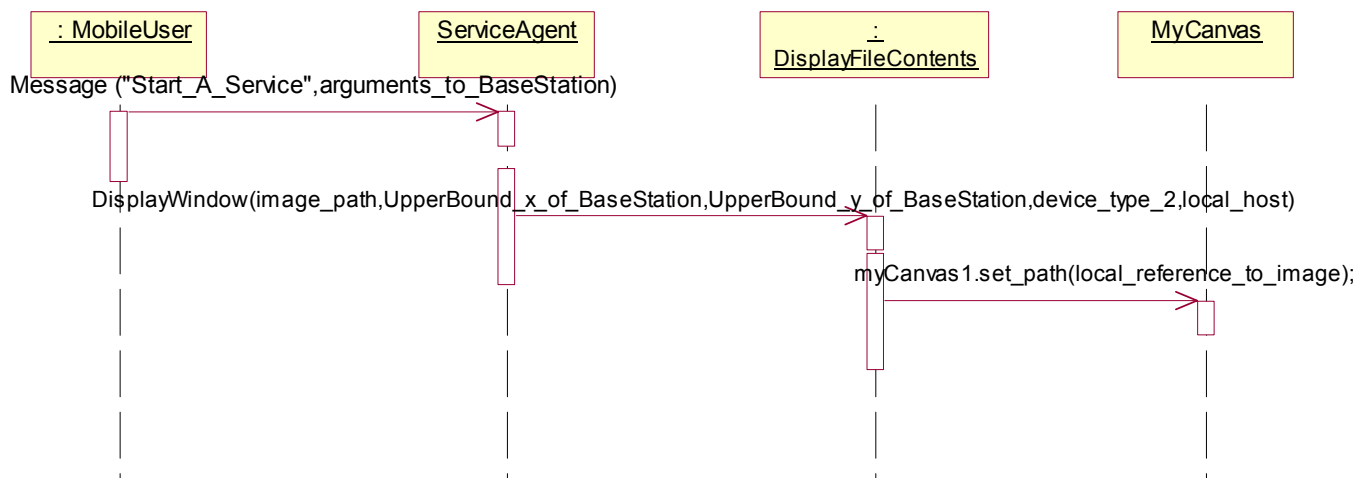 : MobileUser
ServiceAgent
:
DisplayFileContents
MyCanvas
Message ("Start_A_Service",arguments_to_BaseStation)
DisplayWindow(image_path,UpperBound_x_of_BaseStation,UpperBound_y_of_BaseStation,device_type_2,local_host)
myCanvas1.set_path(local_reference_to_image);